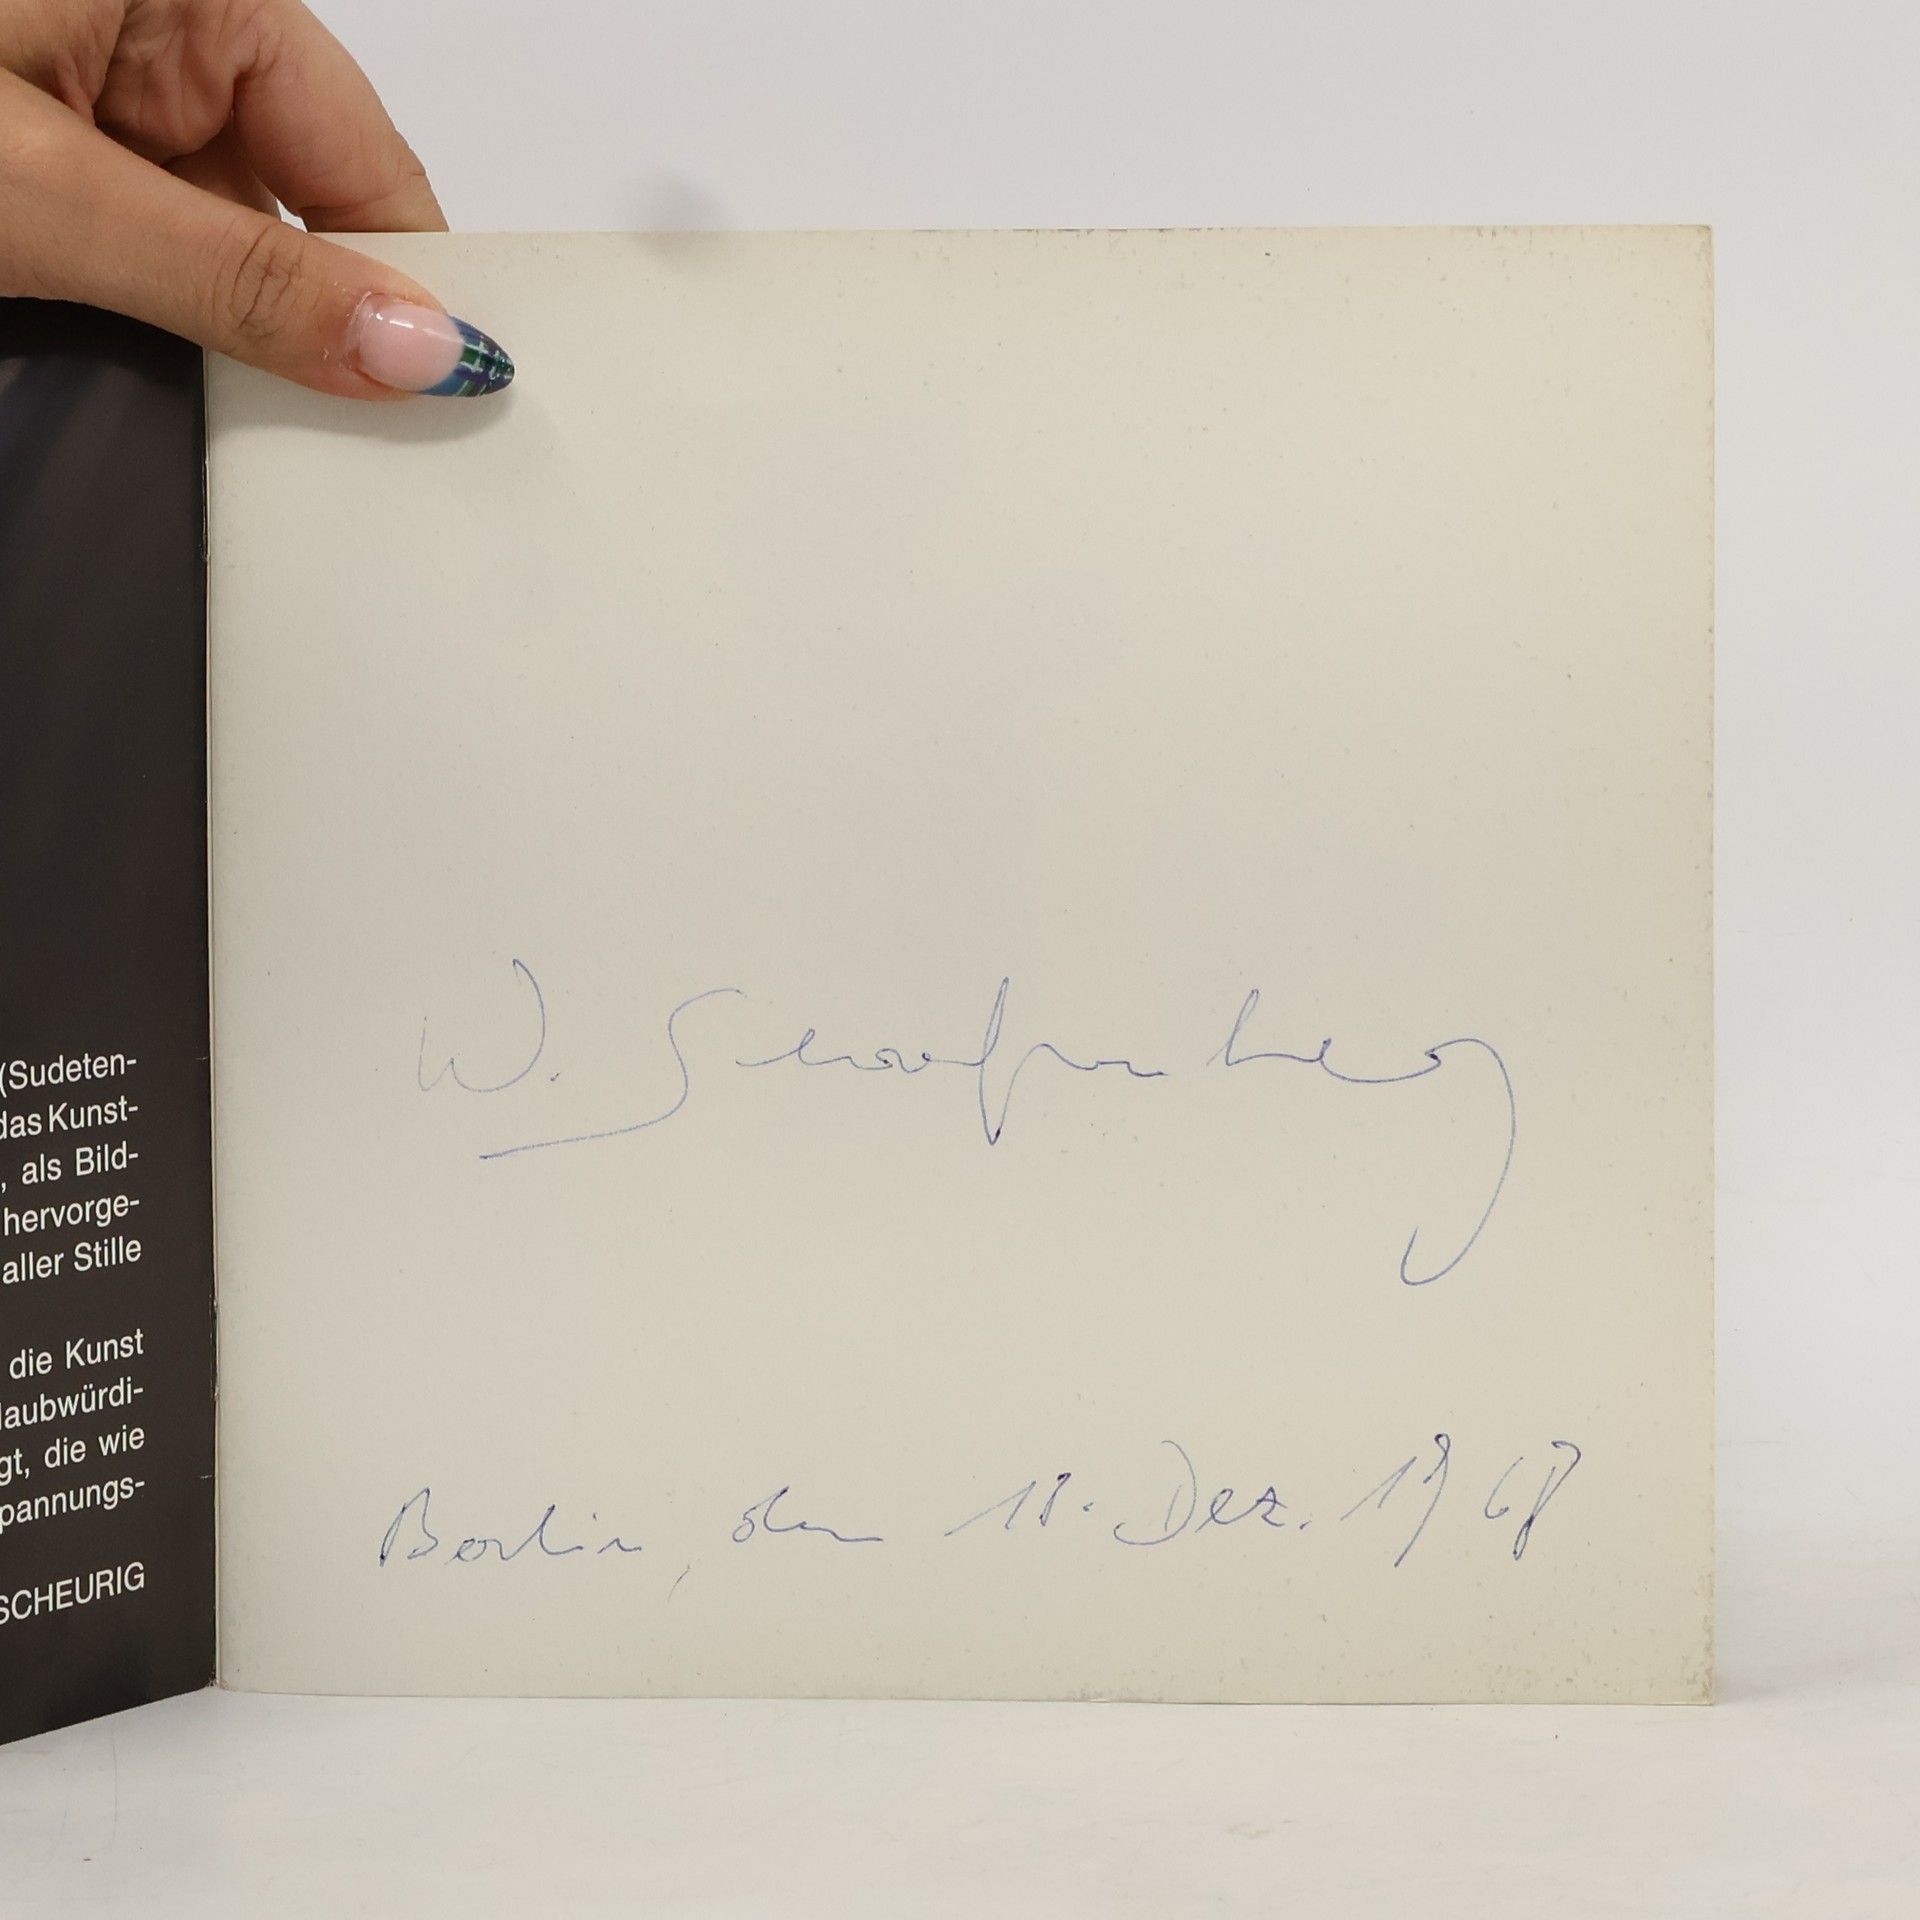 (Sudeten-
das Kunst-
, als Bild-
hervorge-
aller Stille
die Kunst
laubwürdi-
gt, die wie
pannungs-
SCHEURIG
W. Scharfenberg
Berlin, den 18. Dez. 1968